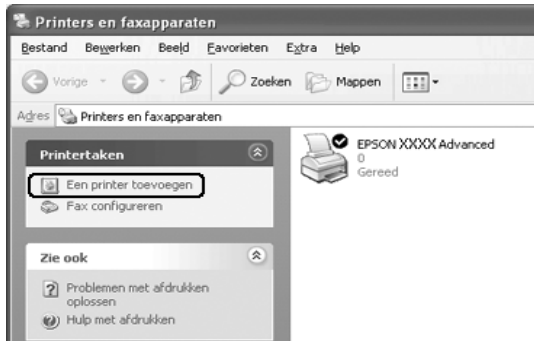 Printers en faxapparaten
Bestand Bewerken Beeld Favorieten Extra Help
Vorige Zoeken Mappen
Adres Printers en faxapparaten
Printertaken
Een printer toevoegen
Fax configureren
Zie ook
Problemen met afdrukken
oplossen
Hulp met afdrukken
EPSON XXXX Advanced
0
Gereed